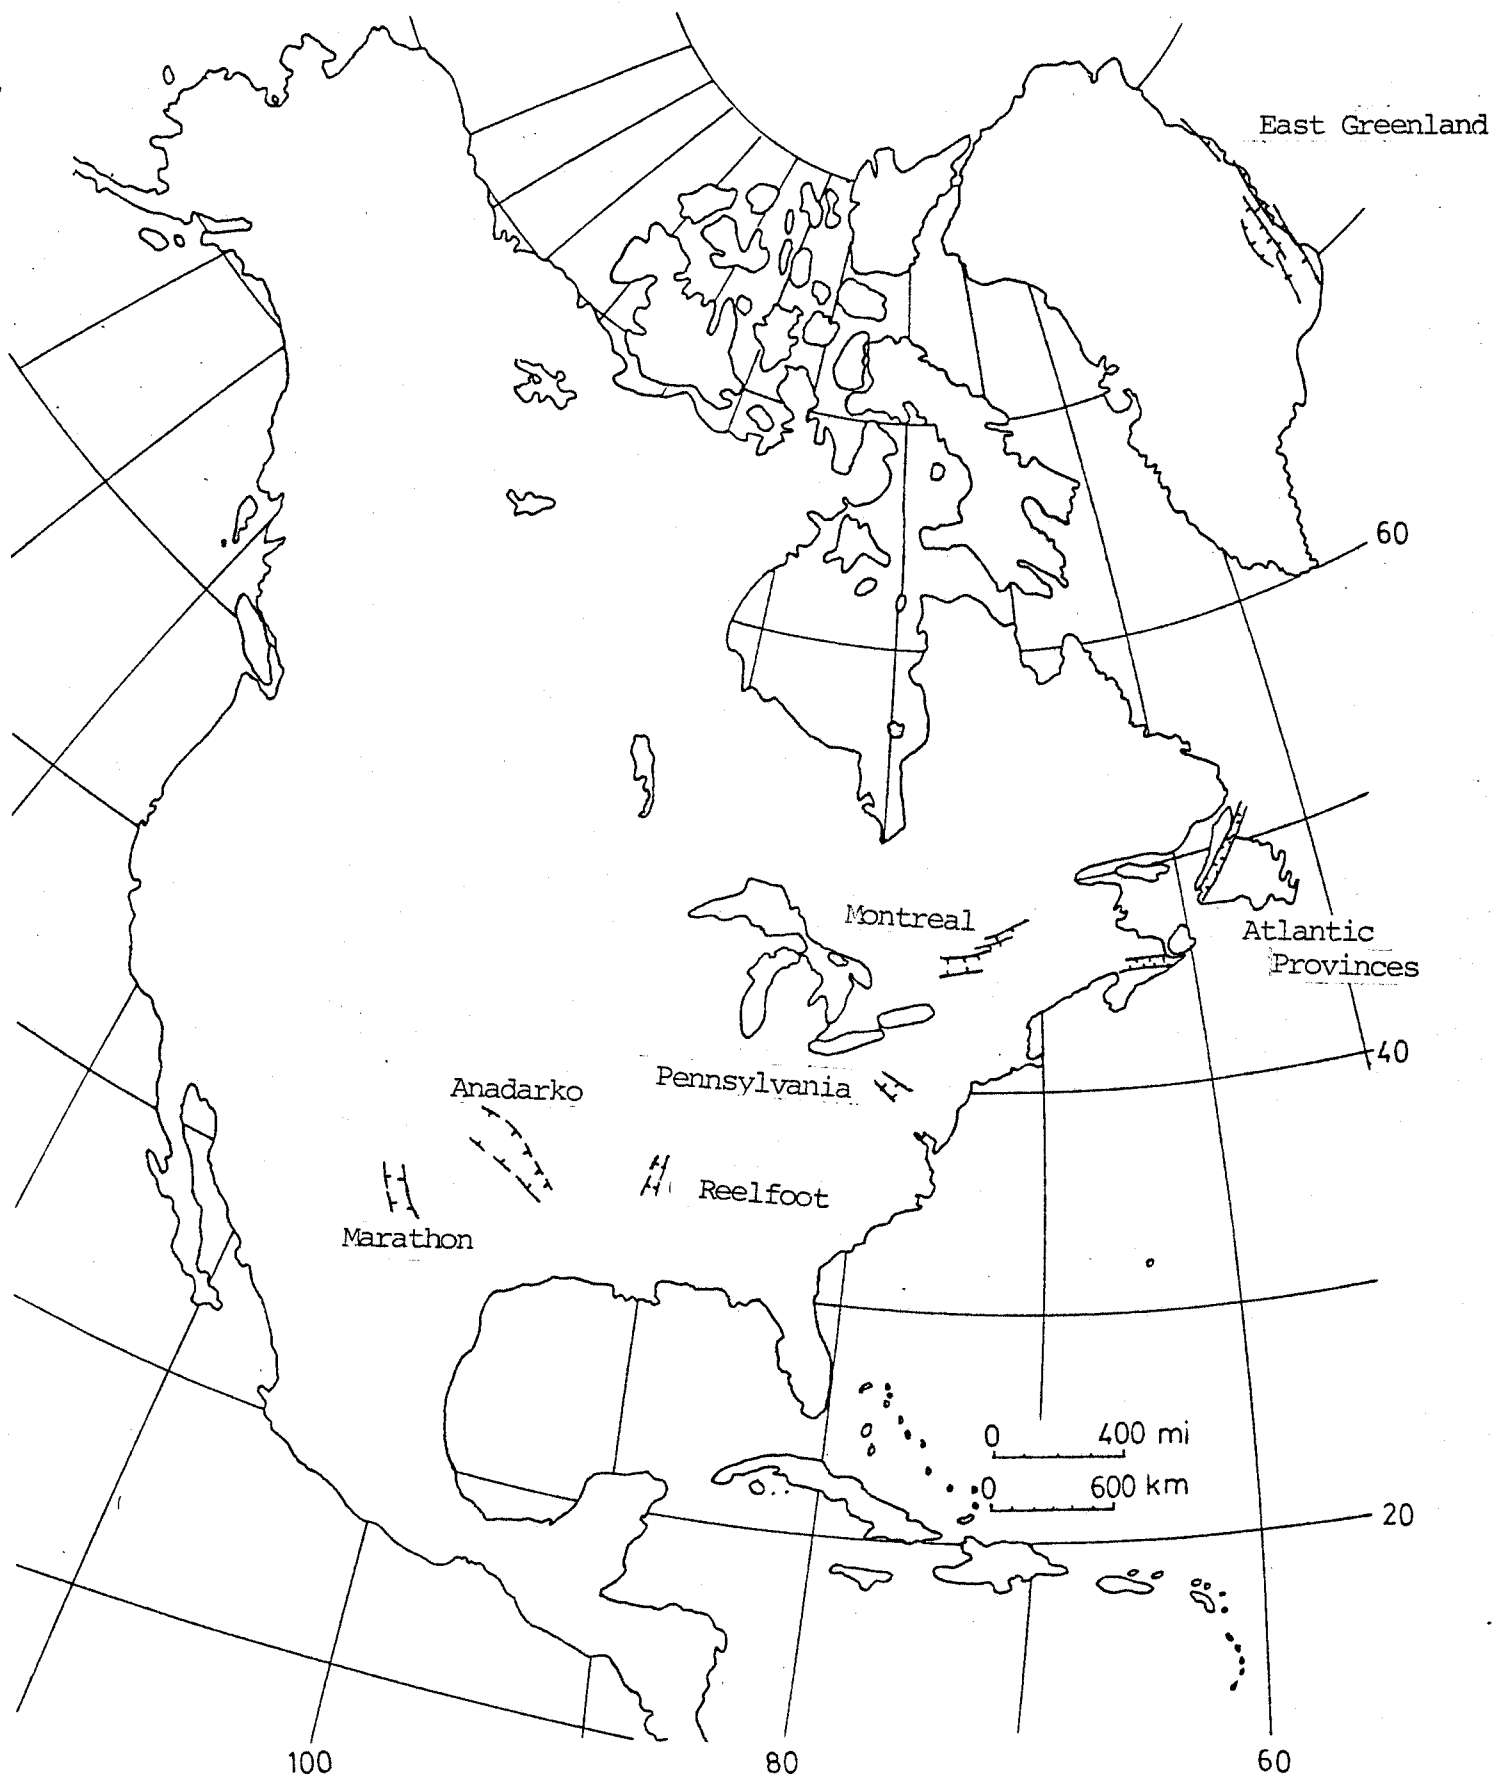 East Greenland
60
Montreal
Atlantic
Provinces
40
Pennsylvania
Anadarko
Reelfoot
Marathon
0 400 mi
0 600 km
20
100 80 60